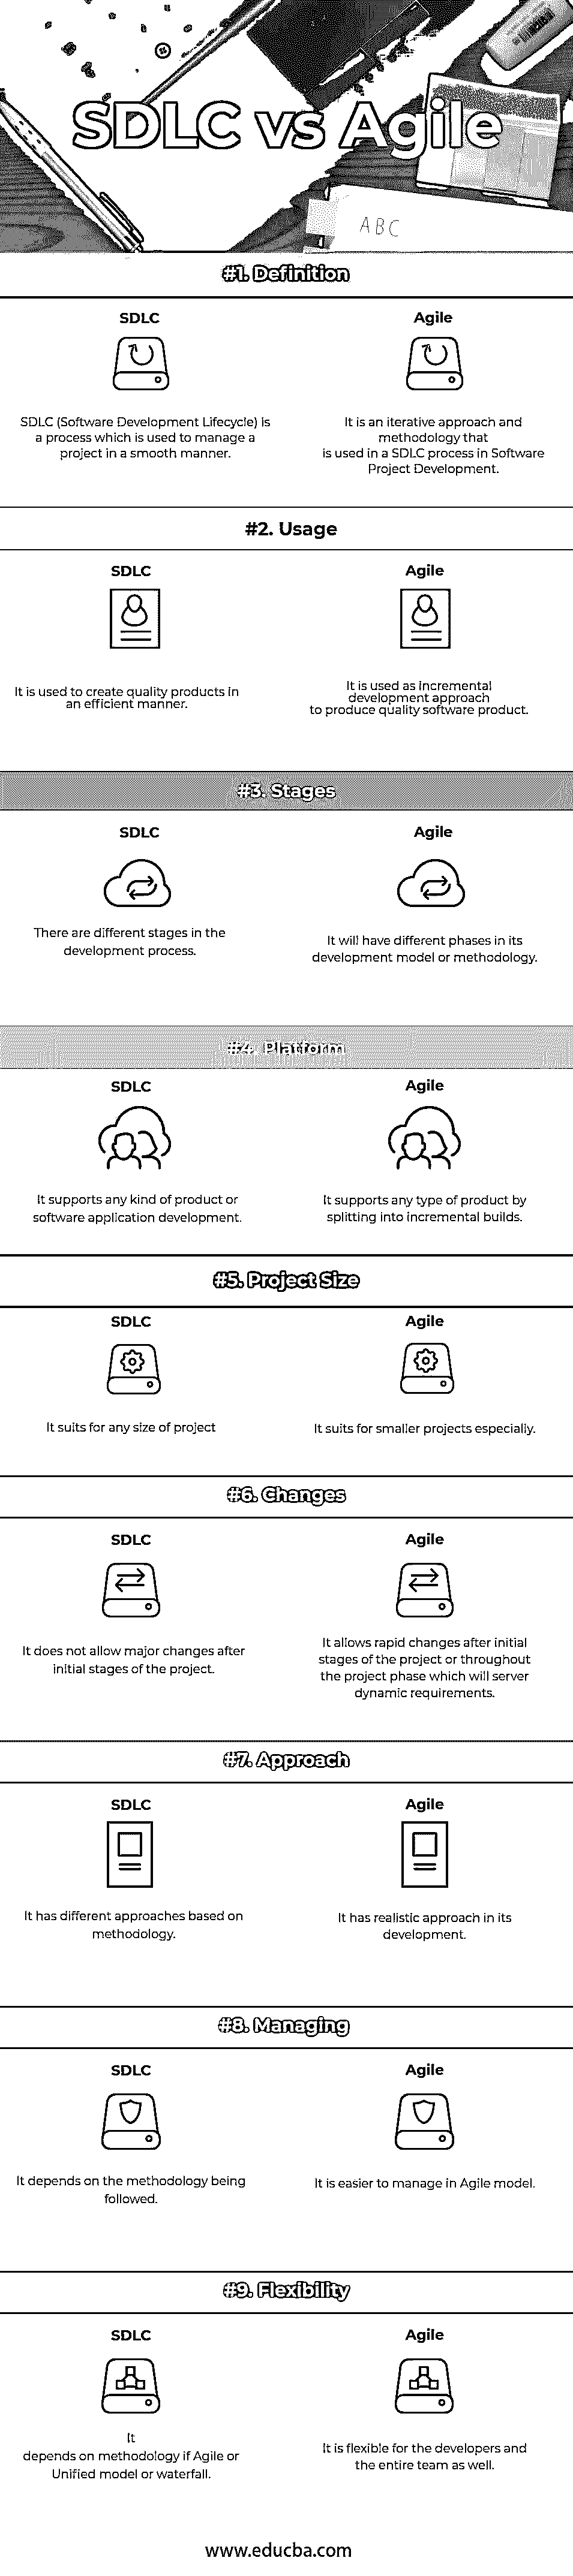 SDLC vs Agile
ABC
#1. Definition
SDLC
SDLC (Software Development Lifecycle) is
a process which is used to manage a
project in a smooth manner.
Agile
It is an iterative approach and
methodology that
is used in a SDLC process in Software
Project Development.
#2. Usage
SDLC
It is used to create quality products in
an efficient manner.
Agile
It is used as incremental
development approach
to produce quality software product.
#3. Stages
SDLC
There are different stages in the
development process.
Agile
It will have different phases in its
development model or methodology.
#4. Platform
SDLC
It supports any kind of product or
software application development.
Agile
It supports any type of product by
splitting into incremental builds.
#5. Project Size
SDLC
It suits for any size of project
Agile
It suits for smaller projects especially.
#6. Changes
SDLC
It does not allow major changes after
initial stages of the project.
Agile
It allows rapid changes after initial
stages of the project or throughout
the project phase which will server
dynamic requirements.
#7. Approach
SDLC
It has different approaches based on
methodology.
Agile
It has realistic approach in its
development.
#8. Managing
SDLC
It depends on the methodology being
followed.
Agile
It is easier to manage in Agile model.
#9. Flexibility
SDLC
It
depends on methodology if Agile or
Unified model or waterfall.
Agile
It is flexible for the developers and
the entire team as well.
www.educba.com